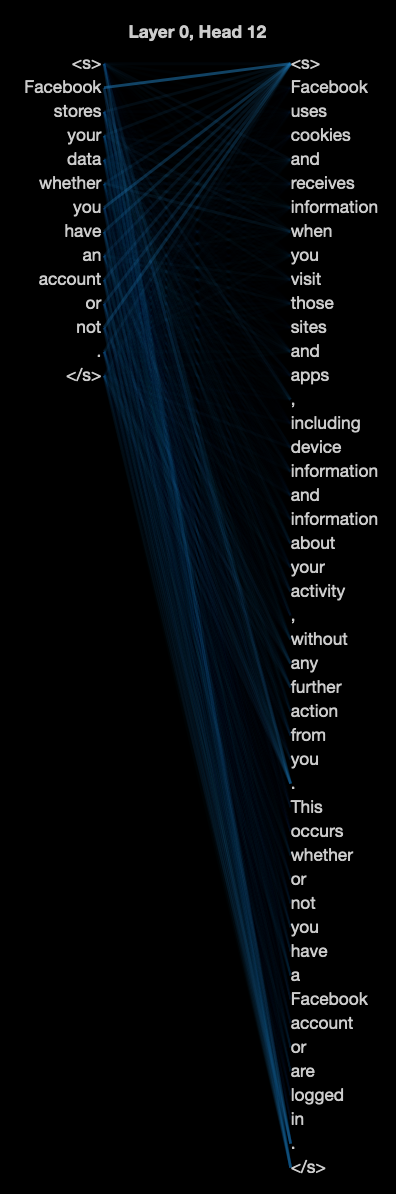 Layer 0, Head 12
<s>
Facebook
stores
your
data
whether
you
have
an
account
or
not
.
</s>
<s>
Facebook
uses
cookies
and
receives
information
when
you
visit
those
sites
and
apps
,
including
device
information
and
information
about
your
activity
,
without
any
further
action
from
you
.
This
occurs
whether
or
not
you
have
a
Facebook
account
or
are
logged
in
.
</s>